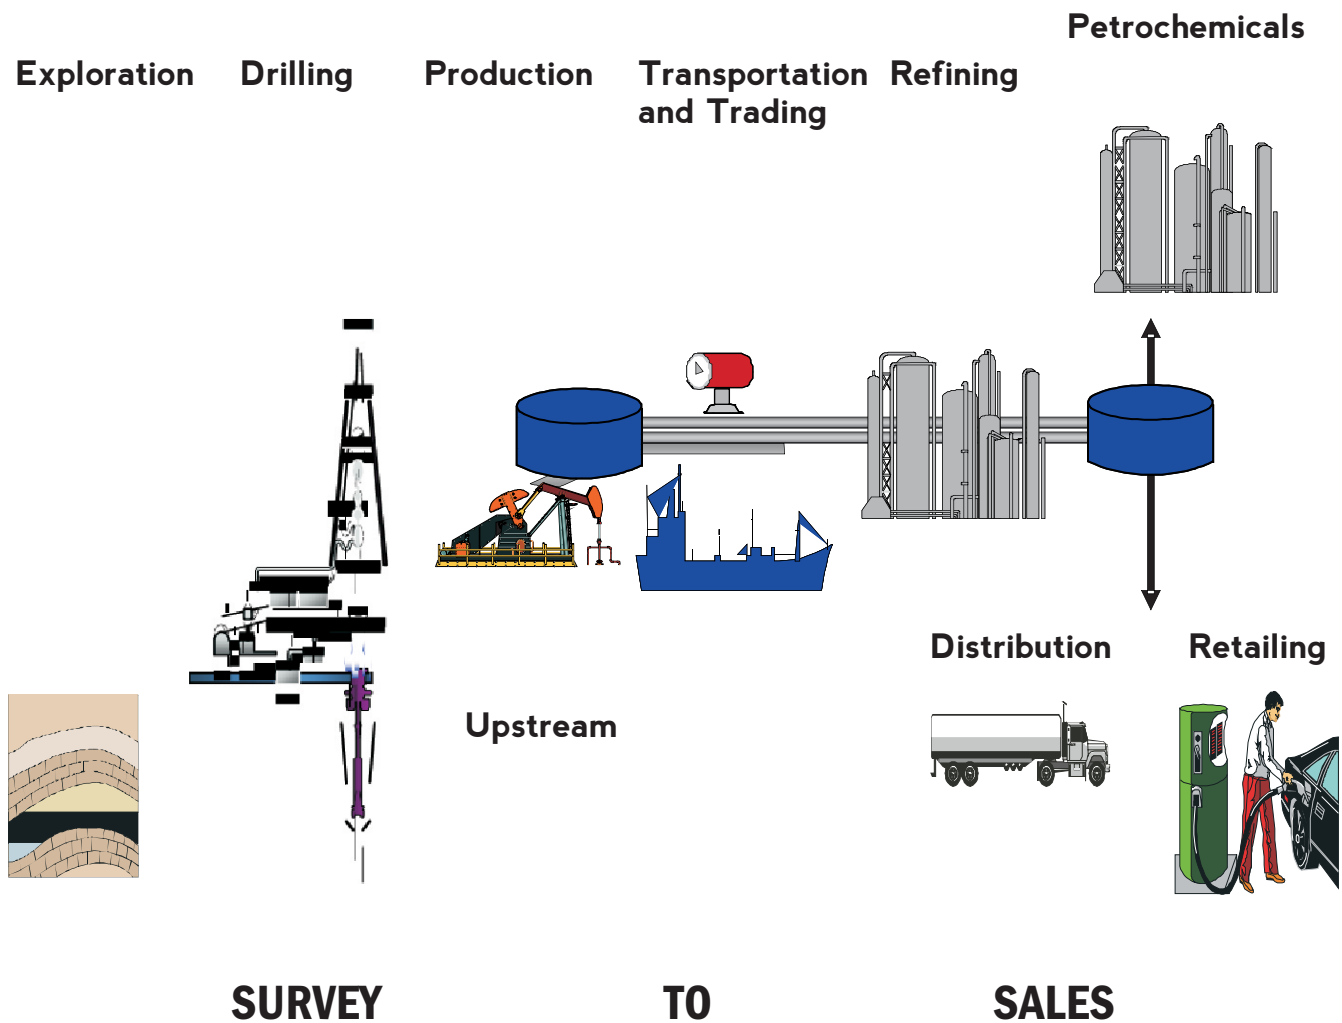 Petrochemicals
Exploration
Drilling
Production
Transportation
and Trading
Refining
Distribution
Retailing
Upstream
SURVEY TO SALES